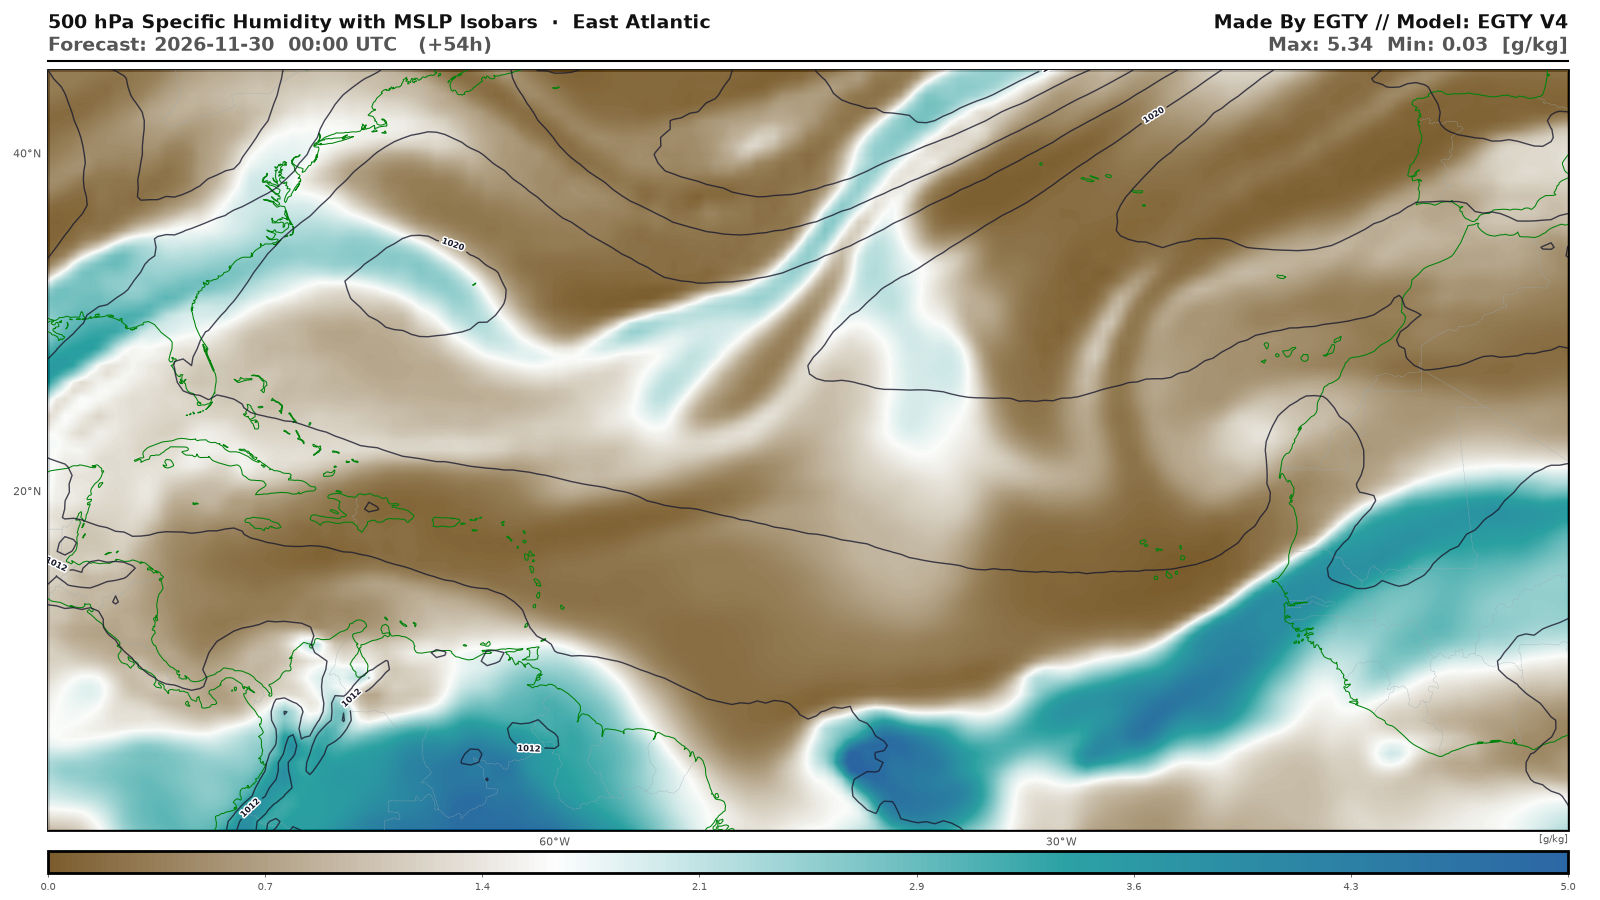 500 hPa Specific Humidity with MSLP Isobars · East Atlantic
Made By EGTY // Model: EGTY V4
Forecast: 2026-11-30 00:00 UTC (+54h)
Max: 5.34 Min: 0.03 [g/kg]
1020
40°N
1020
20°N
1012
1012
1012
1012
60°W
30°W
[g/kg]
0.0
0.7
1.4
2.1
2.9
3.6
4.3
5.0